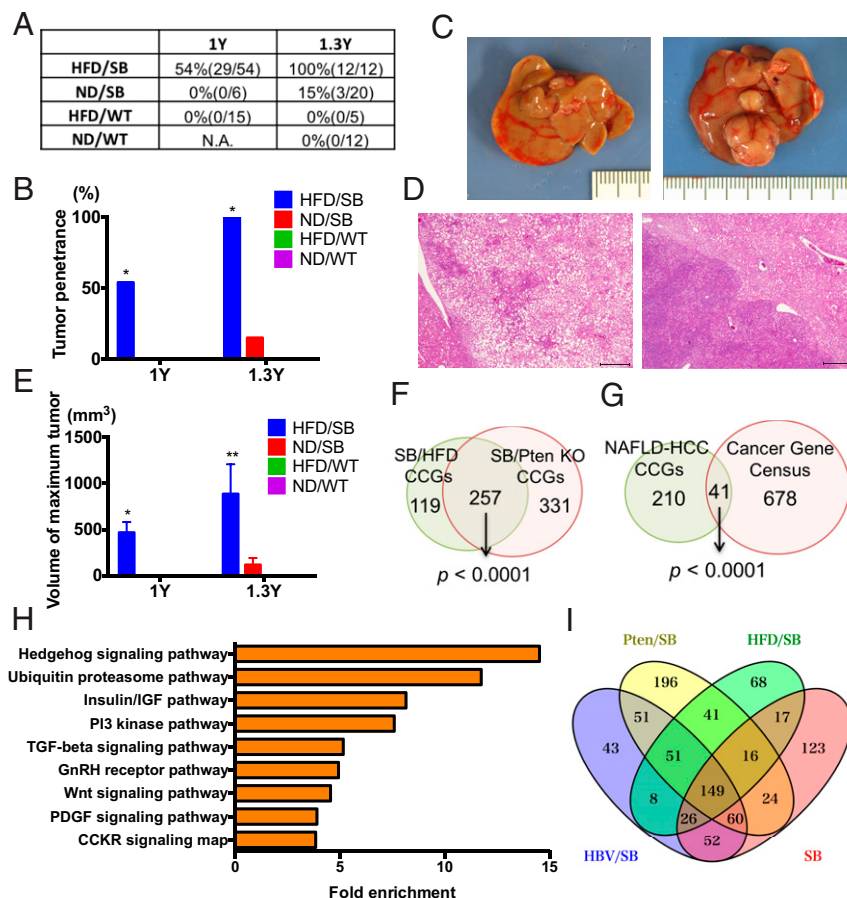 A
1Y 1.3Y
HFD/SB 54%(29/54) 100%(12/12)
ND/SB 0%(0/6) 15%(3/20)
HFD/WT 0%(0/15) 0%(0/5)
ND/WT N.A. 0%(0/12)
B
(%)
Tumor penetrance
100
50
0
*
*
1Y 1.3Y
HFD/SB
ND/SB
HFD/WT
ND/WT
C
D
E
(mm3)
Volume of maximum tumor
1500
1000
500
0
*
**
1Y 1.3Y
HFD/SB
ND/SB
HFD/WT
ND/WT
F
SB/HFD
CCGs
119
257
SB/Pten KO
CCGs
331
p < 0.0001
G
NAFLD-HCC
CCGs
210
41
Cancer Gene
Census
678
p < 0.0001
H
Hedgehog signaling pathway
Ubiquitin proteasome pathway
Insulin/IGF pathway
PI3 kinase pathway
TGF-beta signaling pathway
GnRH receptor pathway
Wnt signaling pathway
PDGF signaling pathway
CCKR signaling map
0 5 10 15
Fold enrichment
I
Pten/SB HFD/SB
196 68
51 41 17
43 51 16 123
149
8 24
26 60
52
HBV/SB SB